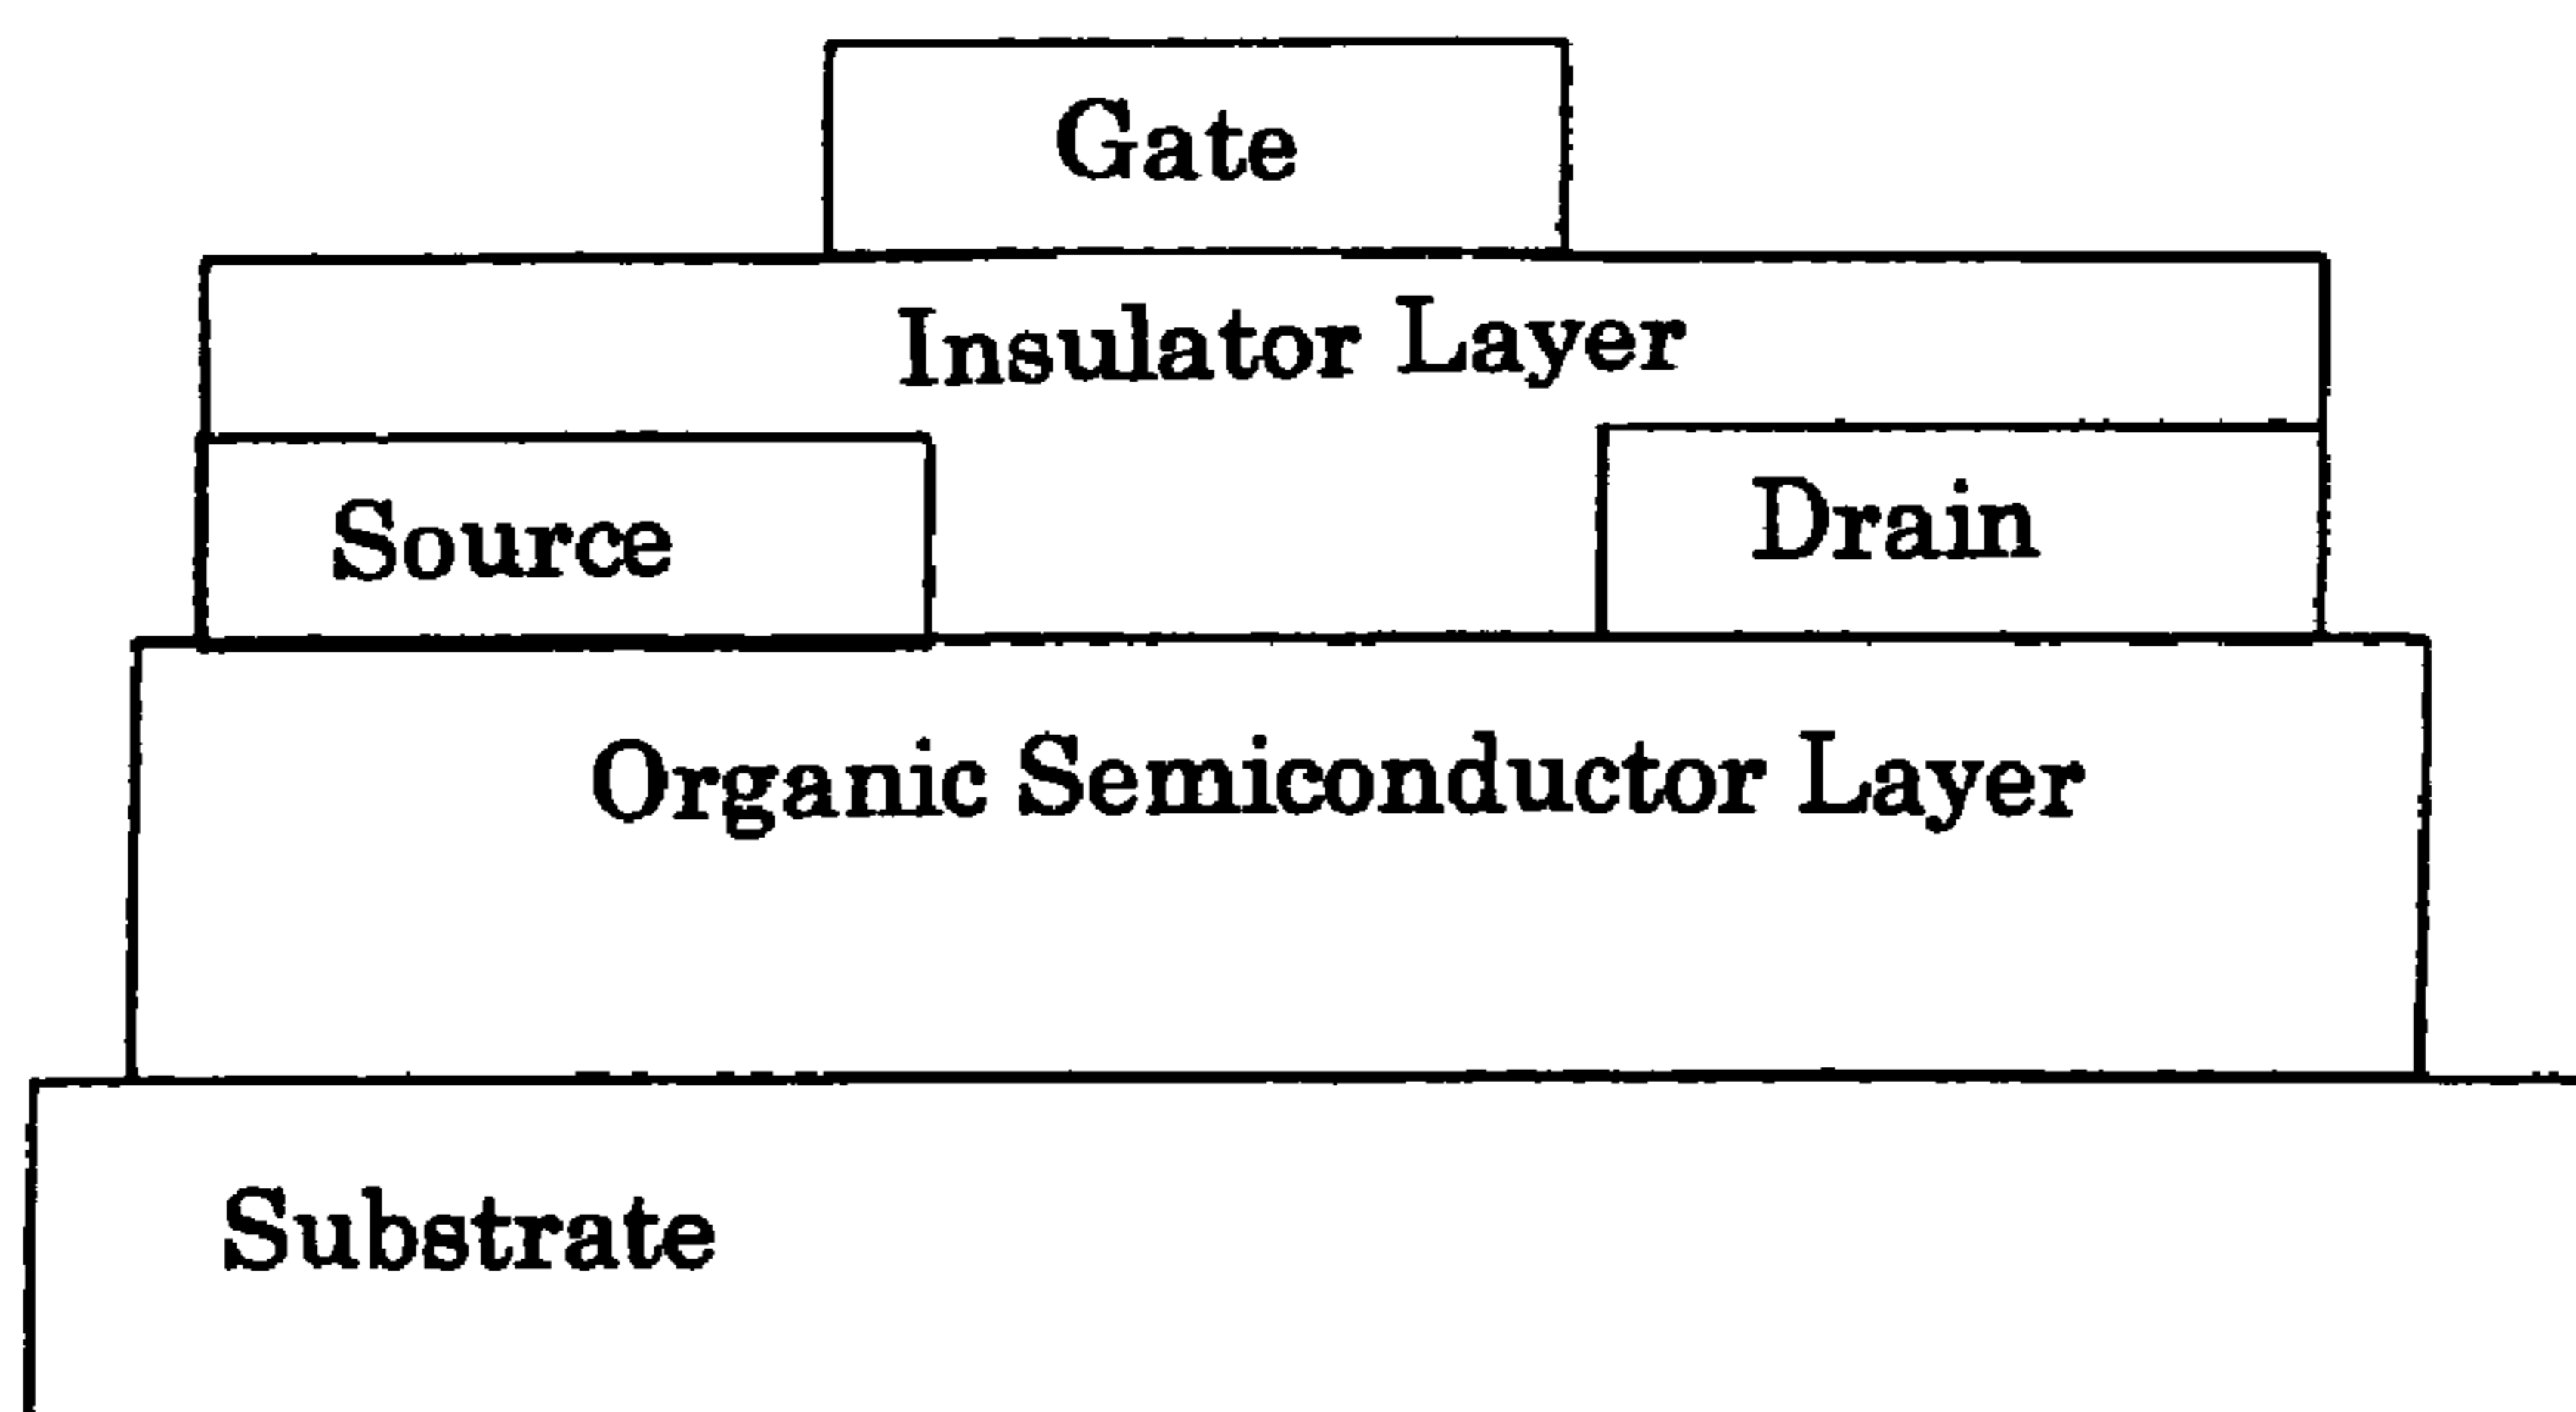 Gate
Insulator Layer
Source
Drain
Organic Semiconductor Layer
Substrate